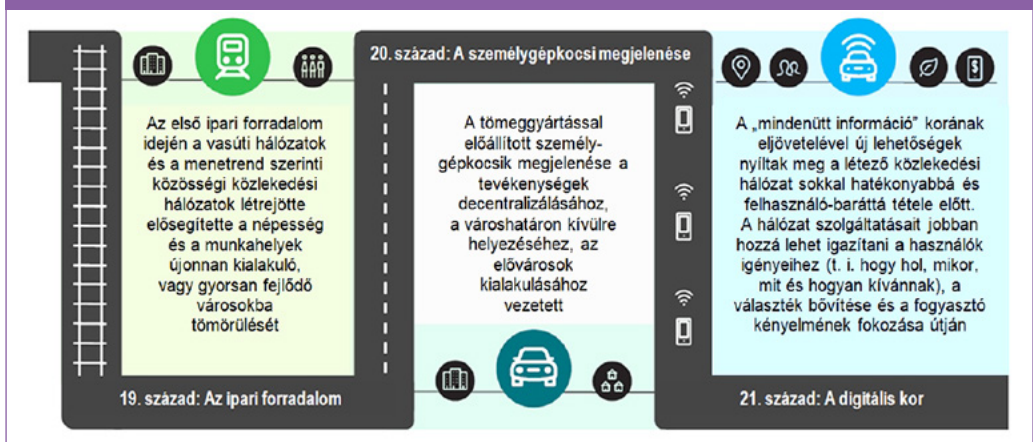 Az első ipari forradalom
idején a vasúti hálózatok
és a menetrend szerinti
közösségi közlekedési
hálózatok létrejötte
elősegítette a népesség
és a munkahelyek
újonnan kialakuló,
vagy gyorsan fejlődő
városokba
tömörülését
19. század: Az ipari forradalom
20. század: A személygépkocsi megjelenése
A tömeggyártással
előállított személy-
gépkocsik megjelenése a
tevékenységek
decentralizálásához,
a városhatáron kívülre
helyezéséhez, az
elővárosok
kialakulásához
vezetett
$
A „mindenütt információ” korának
eljövetelével új lehetőségek
nyíltak meg a létező közlekedési
hálózat sokkal hatékonyabbá és
felhasználó-baráttá tétele előtt.
A hálózat szolgáltatásait jobban
hozzá lehet igazítani a használók
igényeihez (t. i. hogy hol, mikor,
mit és hogyan kívánnak), a
választék bővítése és a fogyasztó
kényelmének fokozása útján
21. század: A digitális kor